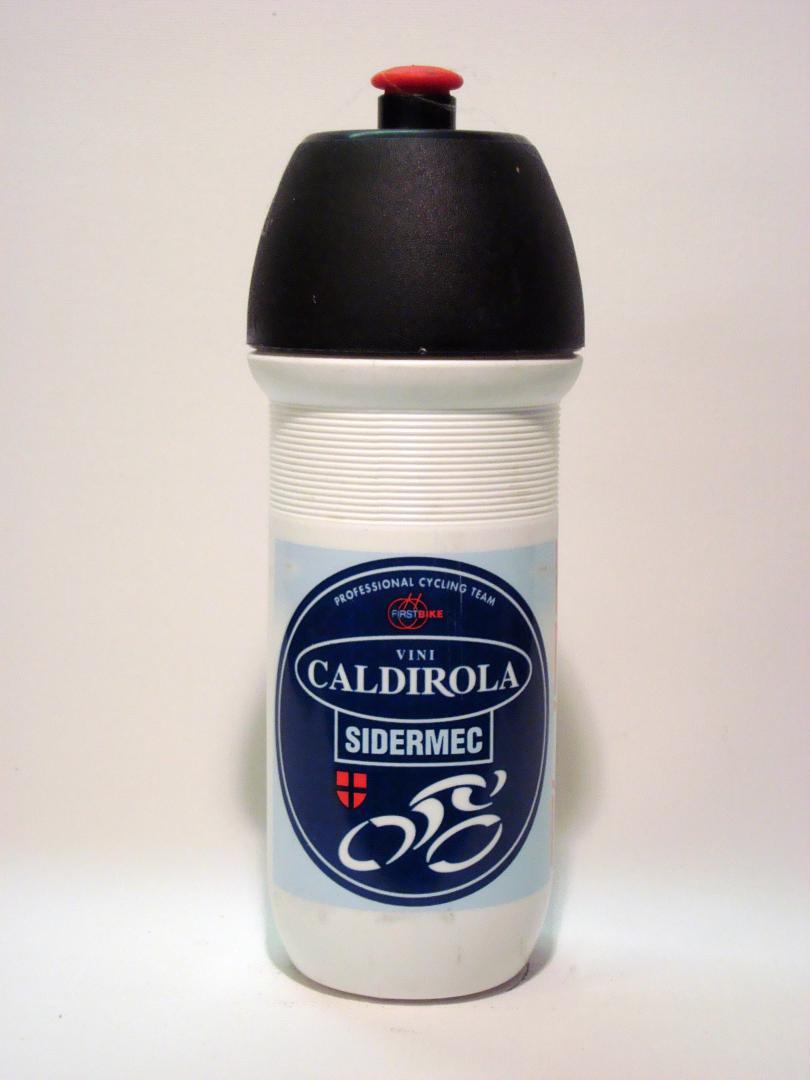 PROFESSIONAL CYCLING TEAM
FIRSTBIKE
VINI
CALDIROLA
SIDERMEC